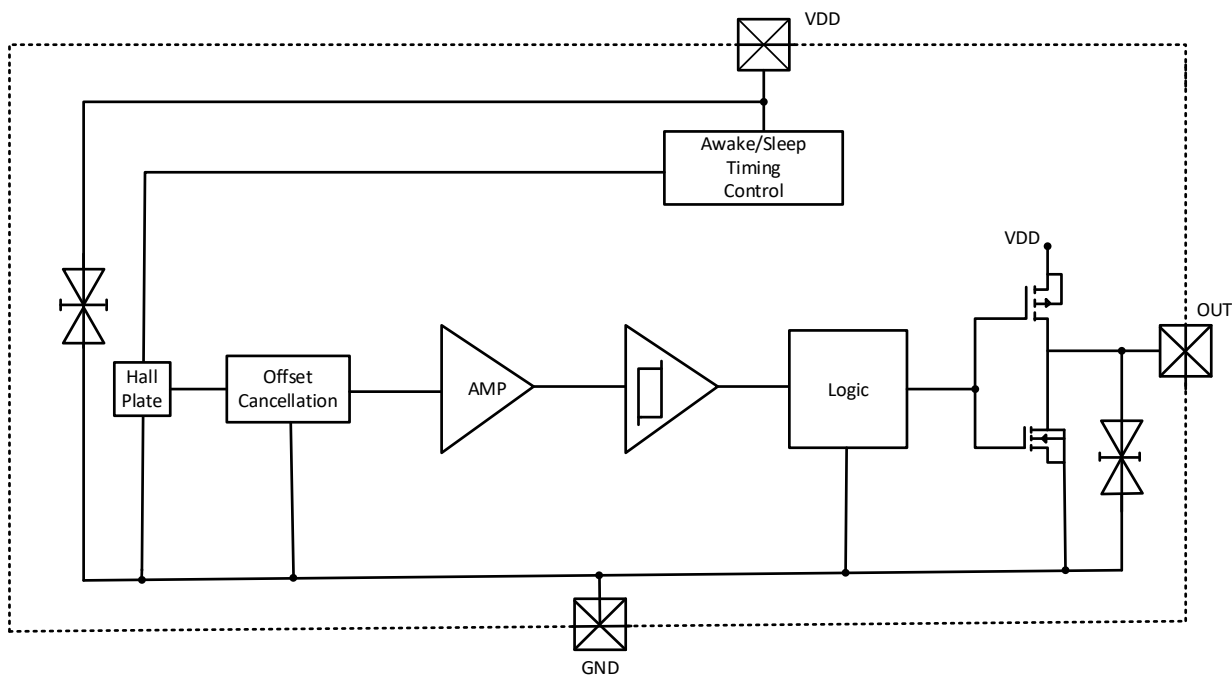 VDD
Awake/Sleep
Timing
Control
VDD
OUT
Hall
Plate
Offset
Cancellation
AMP
Logic
GND